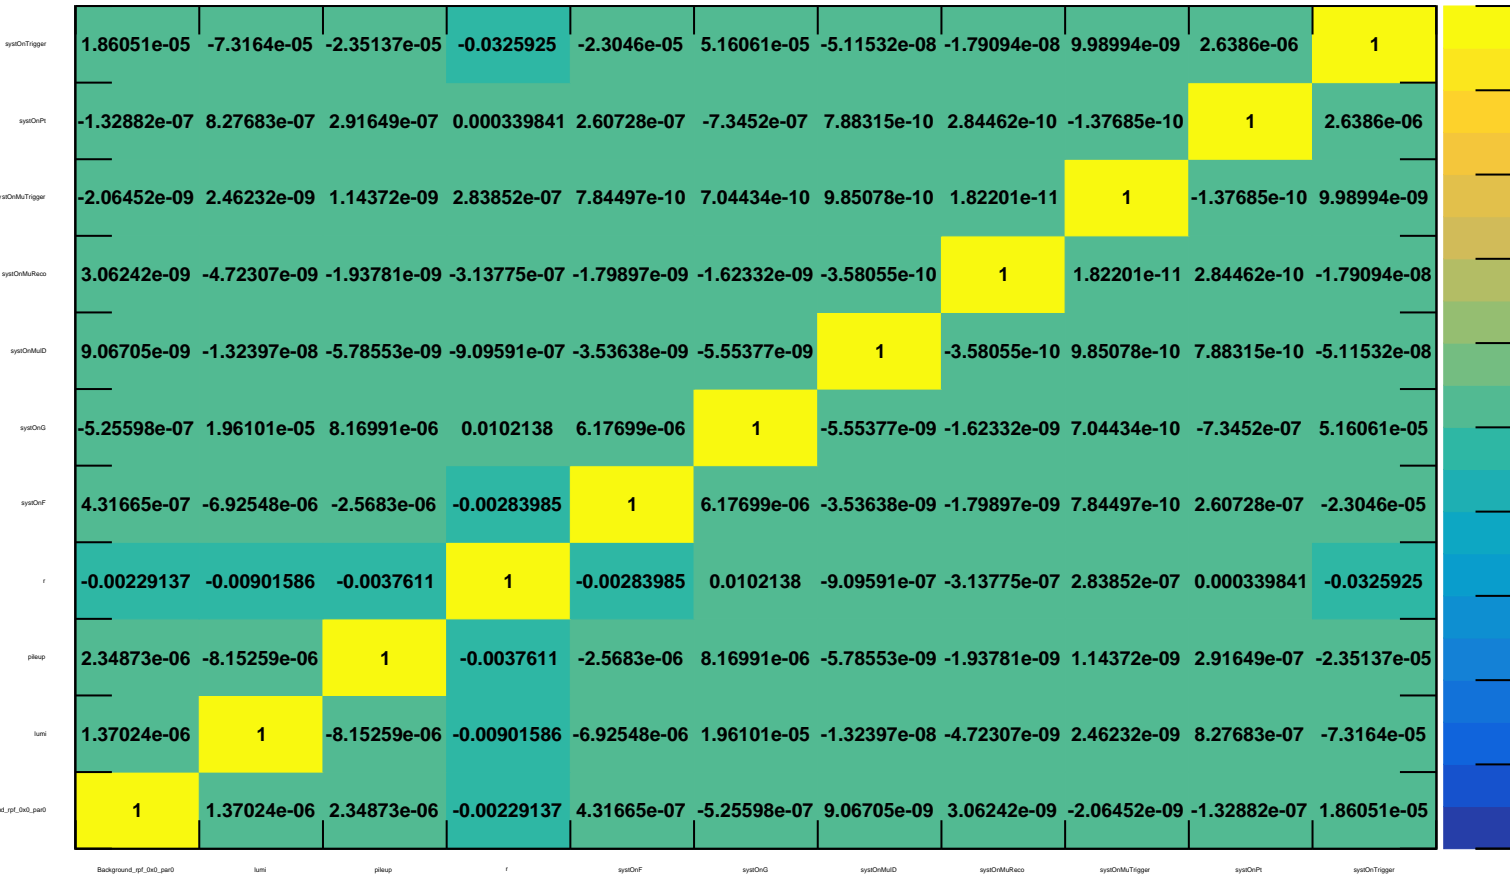 systOnTrigger 1.86051e-05 -7.3164e-05 -2.35137e-05 -0.0325925 -2.3046e-05 5.16061e-05 -5.11532e-08 -1.79094e-08 9.98994e-09 2.6386e-06 1
systOnPt -1.32882e-07 8.27683e-07 2.91649e-07 0.000339841 2.60728e-07 -7.3452e-07 7.88315e-10 2.84462e-10 -1.37685e-10 1 2.6386e-06
stOnMuTrigger -2.06452e-09 2.46232e-09 1.14372e-09 2.83852e-07 7.84497e-10 7.04434e-10 9.85078e-10 1.82201e-11 1 -1.37685e-10 9.98994e-09
systOnMuReco 3.06242e-09 -4.72307e-09 -1.93781e-09 -3.13775e-07 -1.79897e-09 -1.62332e-09 -3.58055e-10 1 1.82201e-11 2.84462e-10 -1.79094e-08
systOnMuID 9.06705e-09 -1.32397e-08 -5.78553e-09 -9.09591e-07 -3.53638e-09 -5.55377e-09 1 -3.58055e-10 9.85078e-10 7.88315e-10 -5.11532e-08
systOnG -5.25598e-07 1.96101e-05 8.16991e-06 0.0102138 6.17699e-06 1 -5.55377e-09 -1.62332e-09 7.04434e-10 -7.3452e-07 5.16061e-05
systOnF 4.31665e-07 -6.92548e-06 -2.5683e-06 -0.00283985 1 6.17699e-06 -3.53638e-09 -1.79897e-09 7.84497e-10 2.60728e-07 -2.3046e-05
r -0.00229137 -0.00901586 -0.0037611 1 -0.00283985 0.0102138 -9.09591e-07 -3.13775e-07 2.83852e-07 0.000339841 -0.0325925
pileup 2.34873e-06 -8.15259e-06 1 -0.0037611 -2.5683e-06 8.16991e-06 -5.78553e-09 -1.93781e-09 1.14372e-09 2.91649e-07 -2.35137e-05
lumi 1.37024e-06 1 -8.15259e-06 -0.00901586 -6.92548e-06 1.96101e-05 -1.32397e-08 -4.72307e-09 2.46232e-09 8.27683e-07 -7.3164e-05
d_rpf_0x0_par0 1 1.37024e-06 2.34873e-06 -0.00229137 4.31665e-07 -5.25598e-07 9.06705e-09 3.06242e-09 -2.06452e-09 -1.32882e-07 1.86051e-05
Background_rpf_0x0_par0 lumi pileup r systOnF systOnG systOnMuID systOnMuReco systOnMuTrigger systOnPt systOnTrigger